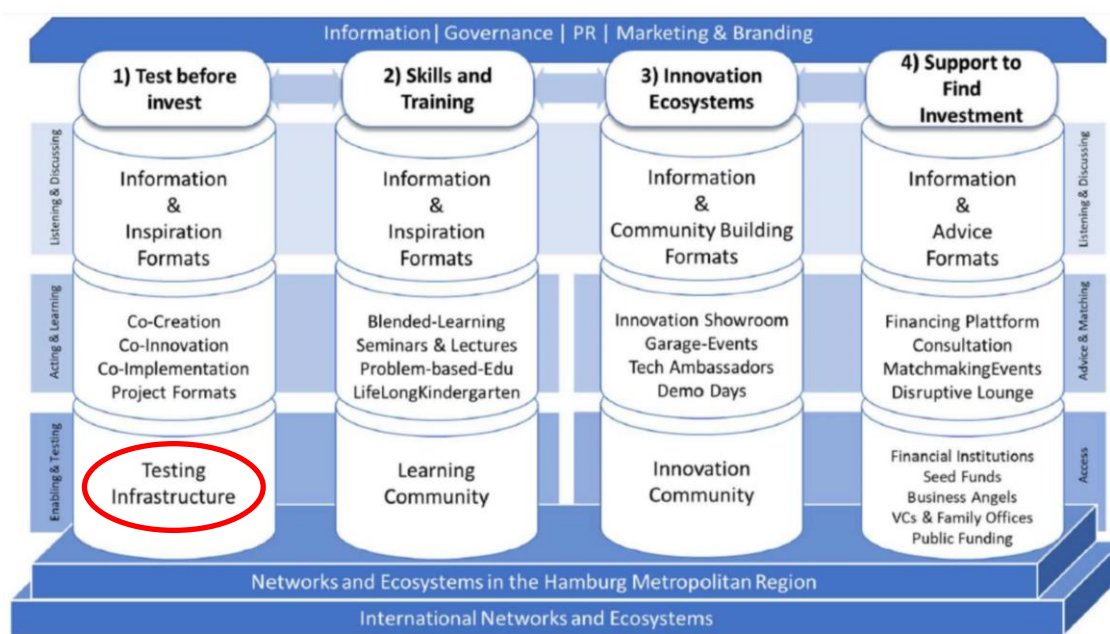 Information| Governance | PR | Marketing & Branding
1) Test before
invest
2) Skills and
Training
3) Innovation
Ecosystems
4) Support to
Find
Investment
Listening & Discussing
Information
&
Inspiration
Formats
Information
&
Inspiration
Formats
Information
&
Community Building
Formats
Information
&
Advice
Formats
Listening & Discussing
Acting & Learning
Co-Creation
Co-Innovation
Co-Implementation
Project Formats
Blended-Learning
Seminars & Lectures
Problem-based-Edu
LifeLongKindergarten
Innovation Showroom
Garage-Events
Tech Ambassadors
Demo Days
Financing Plattform
Consultation
MatchmakingEvents
Disruptive Lounge
Advice & Matching
Enabling & Testing
Testing
Infrastructure
Learning
Community
Innovation
Community
Financial Institutions
Seed Funds
Business Angels
VCs & Family Offices
Public Funding
Access
Networks and Ecosystems in the Hamburg Metropolitan Region
International Networks and Ecosystems